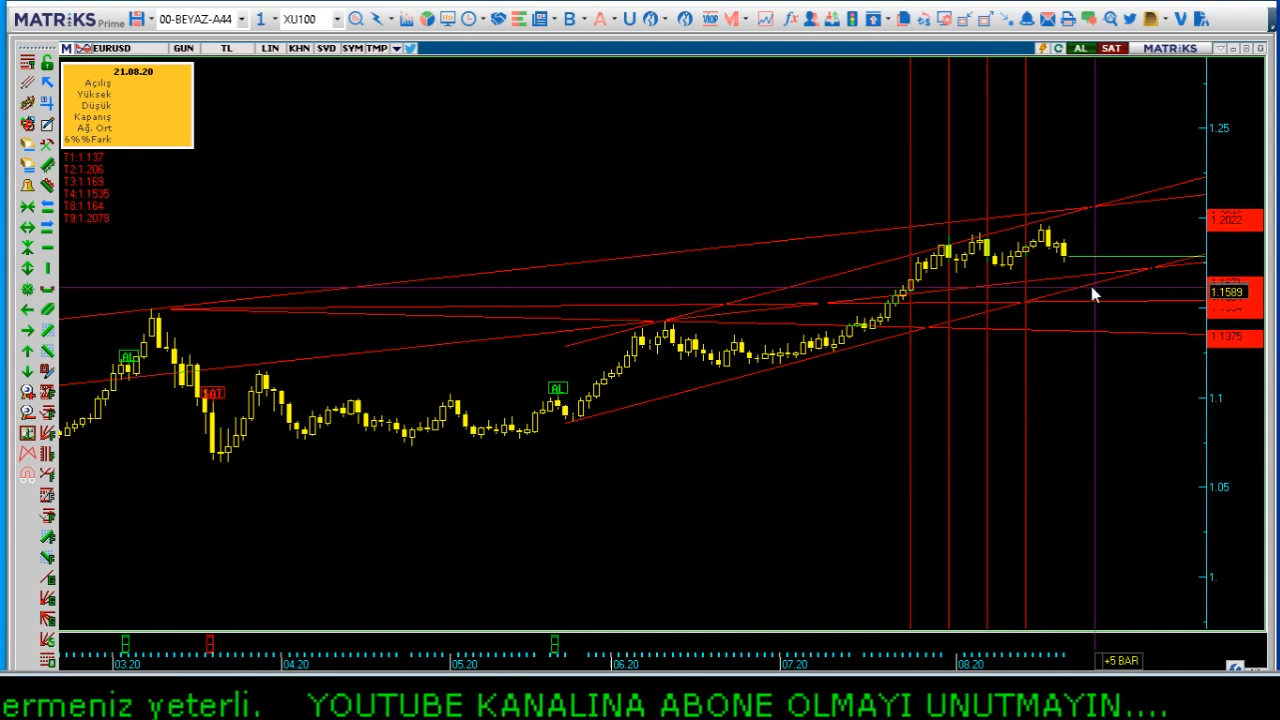 MATRiKS Prime 00-BEYAZ-A44 1 XU100
M EURUSD GUN TL LIN KHN SVD SYM TMP C AL SAT MATRiKS
21.08.20
Açılış
Yüksek
Düşük
Kapanış
Ağ. Ort
%%Fark
T1:1.137
T2:1.206
T3:1.169
T4:1.1535
T8:1.164
T9:1.2079
AL
SAT
AL
1.25
1.2022
1.1589
1.1375
1.1
1.05
1.
03.20 04.20 05.20 06.20 07.20 08.20 +5 BAR
ermeniz yeterli. YOUTUBE KANALINA ABONE OLMAYI UNUTMAYIN....